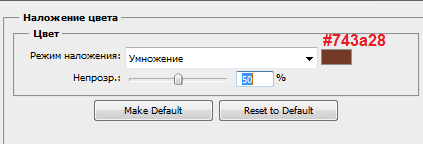 Наложение цвета
Цвет
#743a28
Режим наложения: Умножение
Непрозр.: 50 %
Make Default Reset to Default